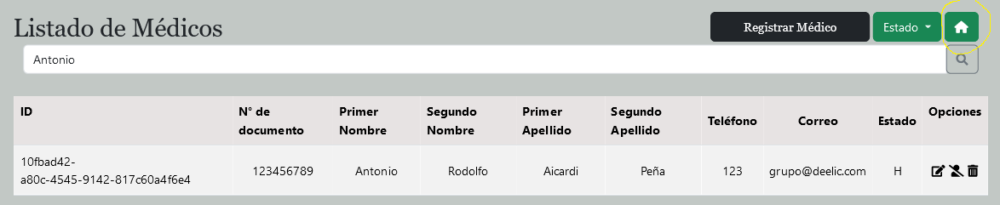 Listado de Médicos
Registrar Médico
Estado
Antonio
ID
N° de documento
Primer Nombre
Segundo Nombre
Primer Apellido
Segundo Apellido
Teléfono
Correo
Estado
Opciones
10fbad42-
a80c-4545-9142-817c60a4f6e4
123456789
Antonio
Rodolfo
Aicardi
Peña
123
grupo@deelic.com
H